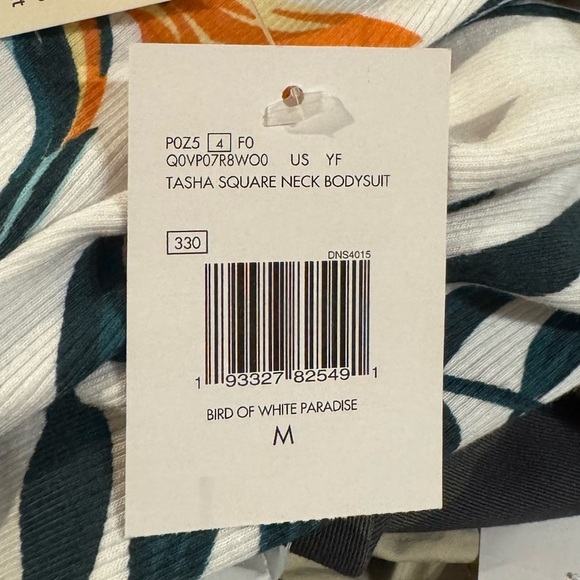 P0Z5 4 F0
Q0VP07R8WO0 US YF
TASHA SQUARE NECK BODYSUIT
330
DNS4015
1 93327 82549 1
BIRD OF WHITE PARADISE
M